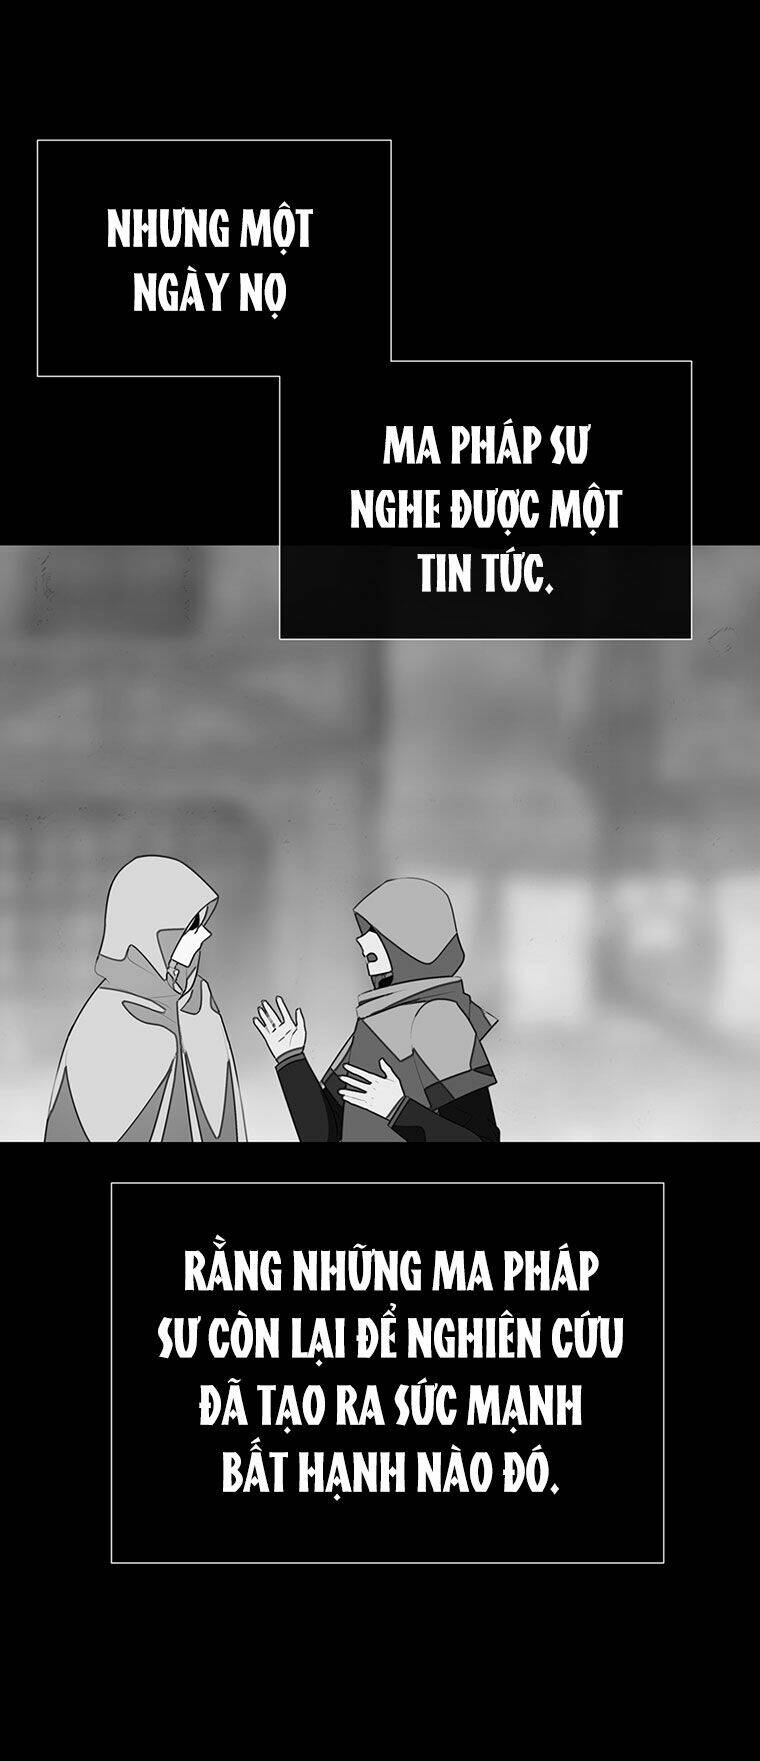 NHƯNG MỘT
NGÀY NỌ
MA PHÁP SƯ
NGHE ĐƯỢC MỘT
TIN TỨC.
RẰNG NHỮNG MA PHÁP
SƯ CÒN LẠI ĐỂ NGHIÊN CỨU
ĐÃ TẠO RA SỨC MẠNH
BẤT HẠNH NÀO ĐÓ.